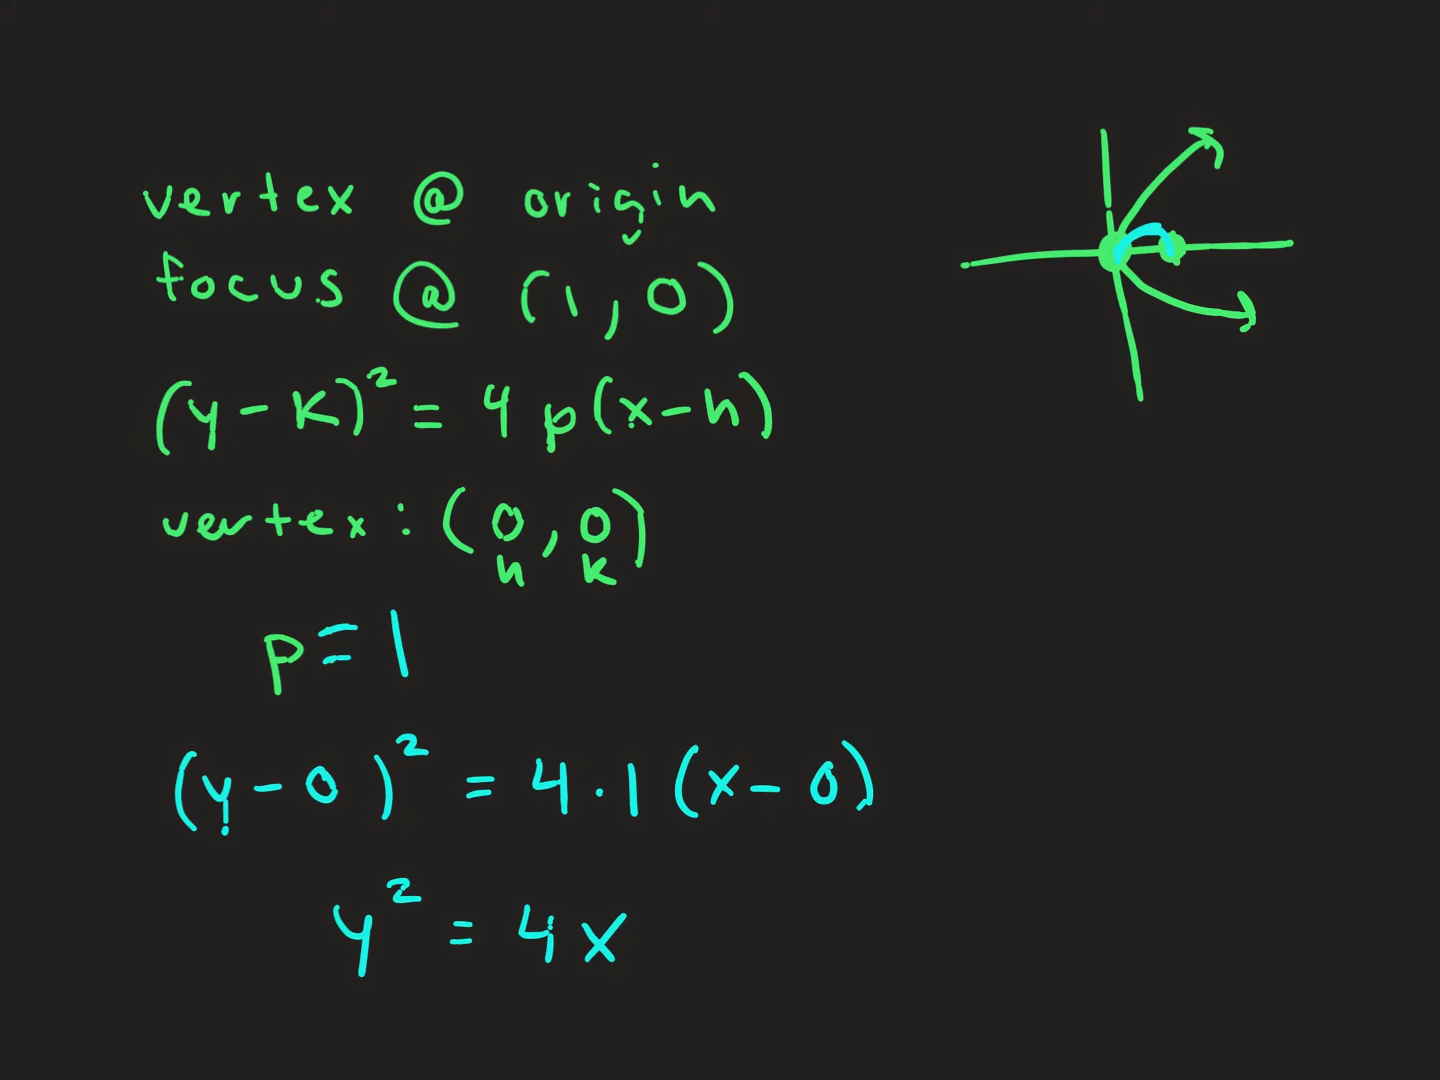 vertex @ origin
focus @ (1, 0)
(y - k)² = 4p(x - h)
vertex: (0, 0)
h k
p = 1
(y - 0)² = 4 · 1 (x - 0)
y² = 4x